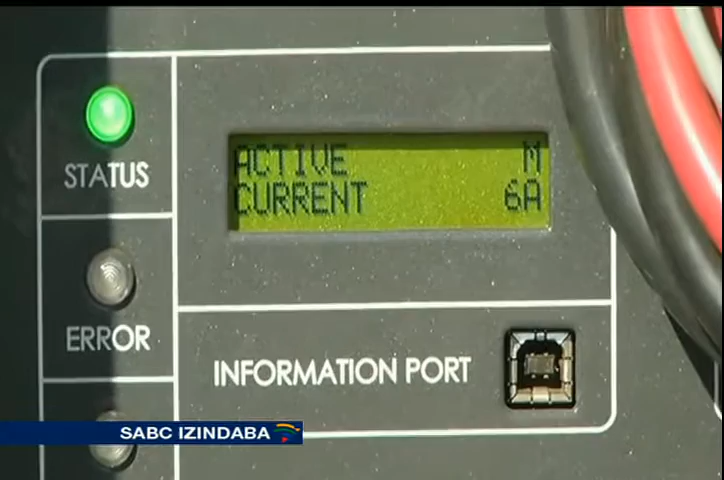 STATUS
ACTIVE M
CURRENT 6A
ERROR
INFORMATION PORT
SABC IZINDABA